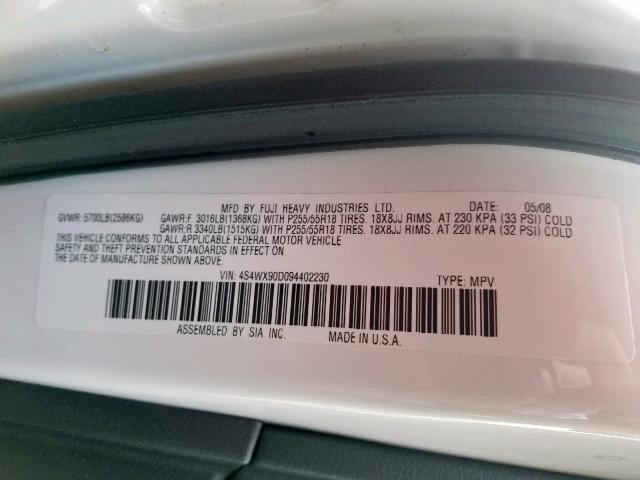 MFD BY FUJI HEAVY INDUSTRIES LTD. DATE: 05/08
GVWR: 5700LB(2586KG) GAWR:F 3016LB(1368KG) WITH P255/55R18 TIRES. 18X8JJ RIMS. AT 230 KPA (33 PSI) COLD
GAWR:R 3340LB(1515KG) WITH P255/55R18 TIRES. 18X8JJ RIMS. AT 220 KPA (32 PSI) COLD
THIS VEHICLE CONFORMS TO ALL APPLICABLE FEDERAL MOTOR VEHICLE
SAFETY AND THEFT PREVENTION STANDARDS IN EFFECT ON
THE DATE OF MANUFACTURE SHOWN ABOVE.
VIN: 4S4WX90D094402230 TYPE: MPV
ASSEMBLED BY SIA INC. MADE IN U.S.A.